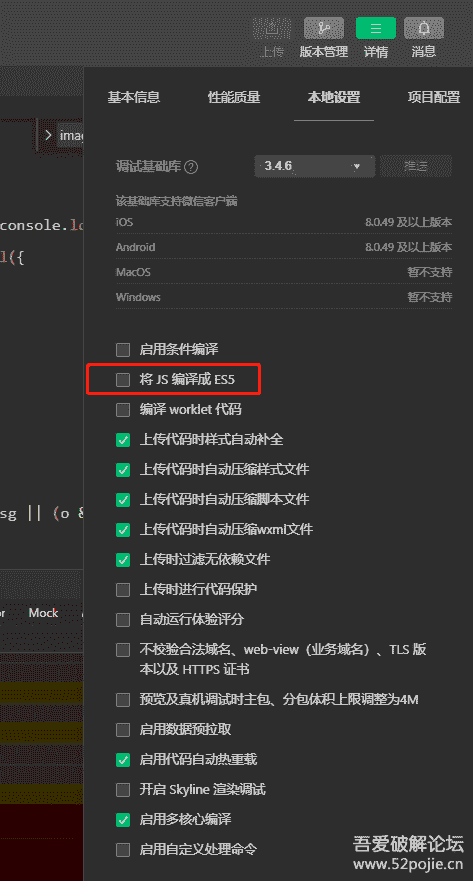 上传 版本管理 详情 消息
基本信息 性能质量 本地设置 项目配置
imag
调试基础库 ? 3.4.6 推送
该基础库支持微信客户端
iOS 8.0.49 及以上版本
console.lo
Android 8.0.49 及以上版本
l({
MacOS 暂不支持
Windows 暂不支持
启用条件编译
将 JS 编译成 ES5
编译 worklet 代码
上传代码时样式自动补全
上传代码时自动压缩样式文件
上传代码时自动压缩脚本文件
sg || (o &
上传代码时自动压缩wxml文件
上传时过滤无依赖文件
上传时进行代码保护
or Mock
自动运行体验评分
不校验合法域名、web-view（业务域名）、TLS 版
本以及 HTTPS 证书
预览及真机调试时主包、分包体积上限调整为4M
启用数据预拉取
启用代码自动热重载
开启 Skyline 渲染调试
启用多核心编译
启用自定义处理命令
吾爱破解论坛
www.52pojie.cn